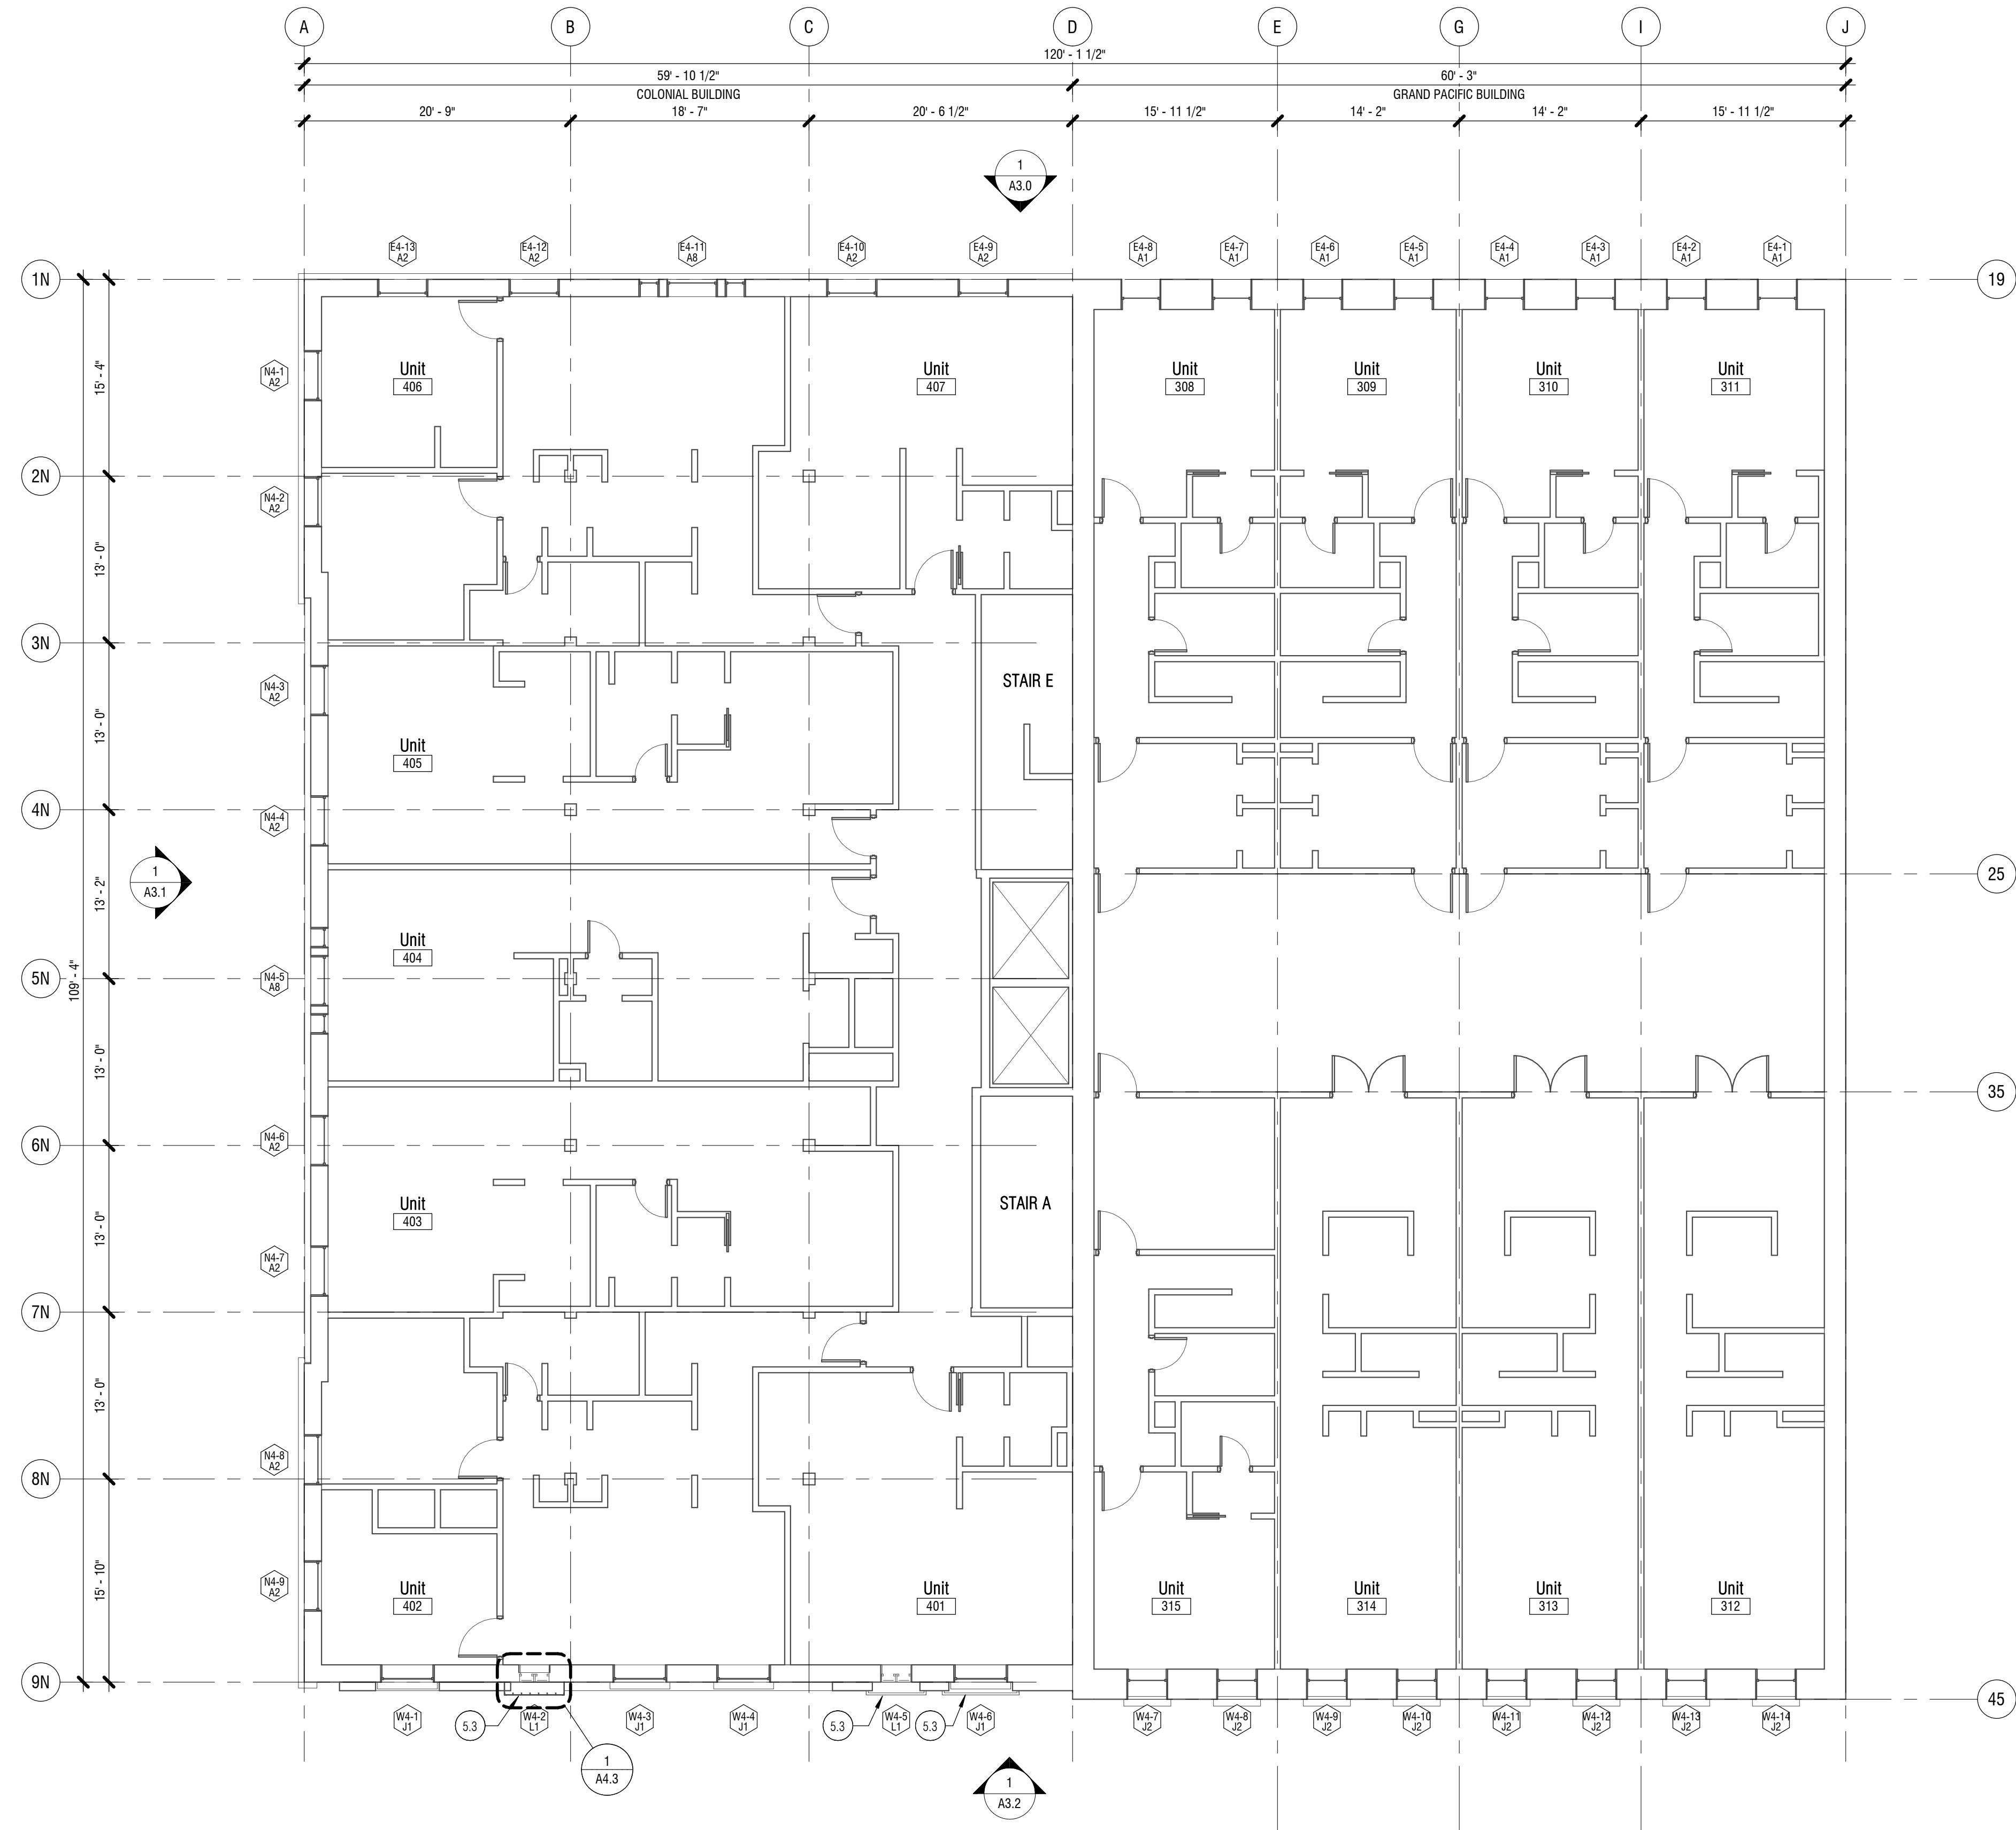 A
B
C
D
E
G
I
J
120' - 1 1/2"
59' - 10 1/2"
60' - 3"
COLONIAL BUILDING
GRAND PACIFIC BUILDING
20' - 9"
18' - 7"
20' - 6 1/2"
15' - 11 1/2"
14' - 2"
14' - 2"
15' - 11 1/2"
1
A3.0
E4-13
A2
E4-12
A2
E4-11
A8
E4-10
A2
E4-9
A2
E4-8
A1
E4-7
A1
E4-6
A1
E4-5
A1
E4-4
A1
E4-3
A1
E4-2
A1
E4-1
A1
1N
19
15' - 4"
N4-1
A2
Unit
406
Unit
407
Unit
308
Unit
309
Unit
310
Unit
311
2N
N4-2
A2
13' - 0"
3N
N4-3
A2
STAIR E
13' - 0"
Unit
405
4N
N4-4
A2
1
A3.1
13' - 2"
25
Unit
404
5N
109' - 4"
N4-5
A8
13' - 0"
35
6N
N4-6
A2
13' - 0"
Unit
403
STAIR A
N4-7
A2
7N
13' - 0"
8N
N4-8
A2
15' - 10"
N4-9
A2
Unit
402
Unit
401
Unit
315
Unit
314
Unit
313
Unit
312
9N
45
W4-1
J1
5.3
W4-2
L1
W4-3
J1
W4-4
J1
5.3
W4-5
L1
5.3
W4-6
J1
W4-7
J2
W4-8
J2
W4-9
J2
W4-10
J2
W4-11
J2
W4-12
J2
W4-13
J2
W4-14
J2
1
A4.3
1
A3.2